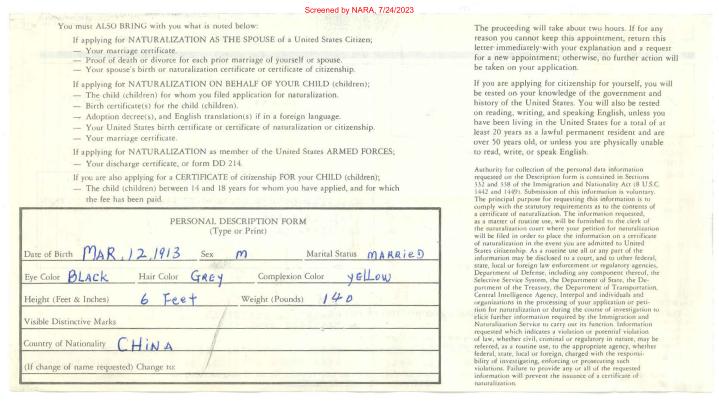 Screened by NARA, 7/24/2023
You must ALSO BRING with you what is noted below:
If applying for NATURALIZATION AS THE SPOUSE of a United States Citizen;
— Your marriage certificate.
— Proof of death or divorce for each prior marriage of yourself or spouse.
— Your spouse's birth or naturalization certificate or certificate of citizenship.
If applying for NATURALIZATION ON BEHALF OF YOUR CHILD (children);
— The child (children) for whom you filed application for naturalization.
— Birth certificate(s) for the child (children).
— Adoption decree(s), and English translation(s) if in a foreign language.
— Your United States birth certificate or certificate of naturalization or citizenship.
— Your marriage certificate.
If applying for NATURALIZATION as member of the United States ARMED FORCES;
— Your discharge certificate, or form DD 214.
If you are also applying for a CERTIFICATE of citizenship FOR your CHILD (children);
— The child (children) between 14 and 18 years for whom you have applied, and for which
the fee has been paid.
PERSONAL DESCRIPTION FORM
(Type or Print)
Date of Birth MAR, 12, 1913 Sex M Marital Status MARRIED
Eye Color BLACK Hair Color GREY Complexion Color YELLOW
Height (Feet & Inches) 6 Feet Weight (Pounds) 140
Visible Distinctive Marks
Country of Nationality CHINA
(If change of name requested) Change to:
The proceeding will take about two hours. If for any
reason you cannot keep this appointment, return this
letter immediately with your explanation and a request
for a new appointment; otherwise, no further action will
be taken on your application.
If you are applying for citizenship for yourself, you will
be tested on your knowledge of the government and
history of the United States. You will also be tested
on reading, writing, and speaking English, unless you
have been living in the United States for a total of at
least 20 years as a lawful permanent resident and are
over 50 years old, or unless you are physically unable
to read, write, or speak English.
Authority for collection of the personal data information
requested on the Description form is contained in Sections
332 and 338 of the Immigration and Nationality Act (8 U.S.C.
1442 and 1449). Submission of this information is voluntary.
The principal purpose for requesting this information is to
comply with the statutory requirements as to the contents of
a certificate of naturalization. The information requested,
as a matter of routine use, will be furnished to the clerk of
the naturalization court where your petition for naturalization
will be filed in order to place the information on a certificate
of naturalization in the event you are admitted to United
States citizenship. As a routine use all or any part of the
information may be disclosed to a court, and to other federal,
state, local or foreign law enforcement or regulatory agencies,
Department of Defense, including any component thereof, the
Selective Service System, the Department of State, the De-
partment of the Treasury, the Department of Transportation,
Central Intelligence Agency, Interpol and individuals and
organizations in the processing of your application or peti-
tion for naturalization or during the course of investigation to
elicit further information required by the Immigration and
Naturalization Service to carry out its function. Information
requested which indicates a violation or potential violation
of law, whether civil, criminal or regulatory in nature, may be
referred, as a routine use, to the appropriate agency, whether
federal, state, local or foreign, charged with the responsi-
bility of investigating, enforcing or prosecuting such
violations. Failure to provide any or all of the requested
information will prevent the issuance of a certificate of
naturalization.